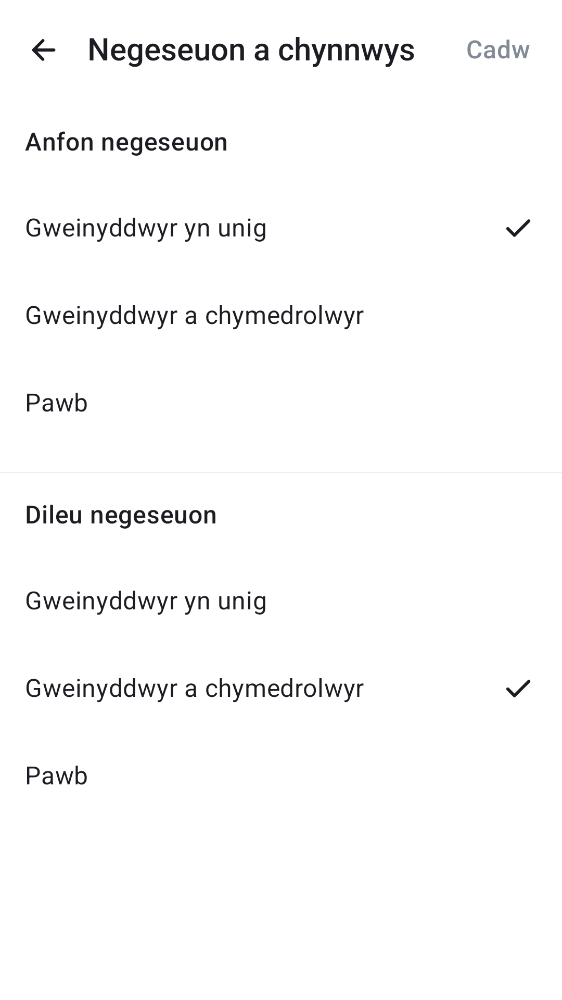 Negeseuon a chynnwys
Cadw
Anfon negeseuon
Gweinyddwyr yn unig
Gweinyddwyr a chymedrolwyr
Pawb
Dileu negeseuon
Gweinyddwyr yn unig
Gweinyddwyr a chymedrolwyr
Pawb